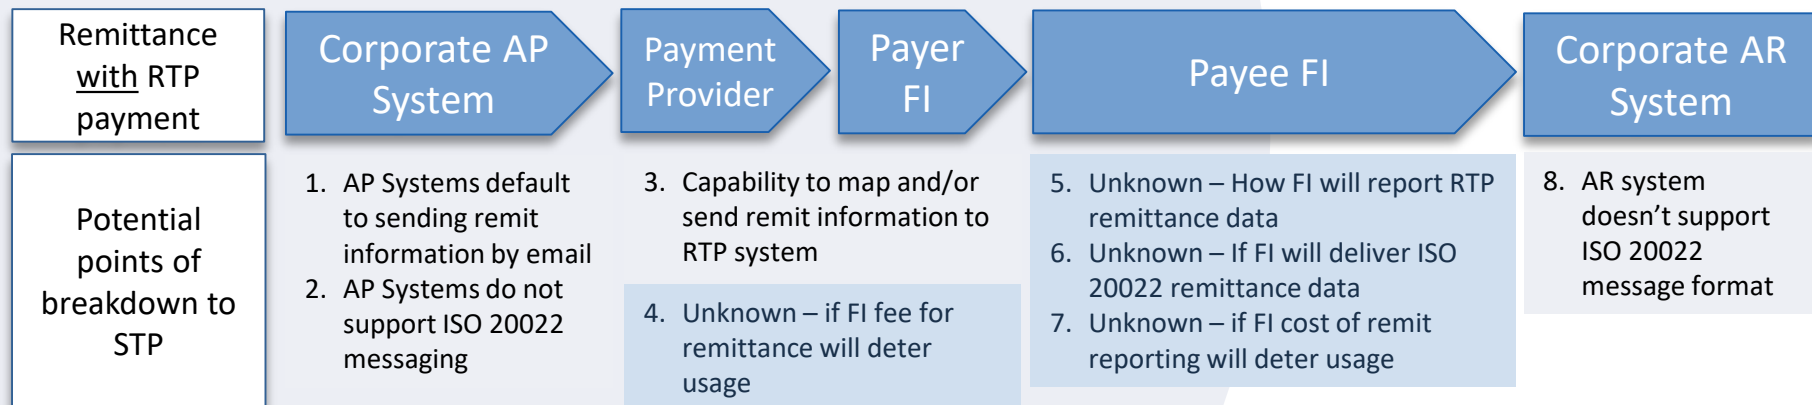 Remittance
with RTP
payment
Corporate AP
System
Payment
Provider
Payer
FI
Payee FI
Corporate AR
System
Potential
points of
breakdown to
STP
1. AP Systems default
to sending remit
information by email
2. AP Systems do not
support ISO 20022
messaging
3. Capability to map and/or
send remit information to
RTP system
4. Unknown – if FI fee for
remittance will deter
usage
5. Unknown – How FI will report RTP
remittance data
6. Unknown – If FI will deliver ISO
20022 remittance data
7. Unknown – if FI cost of remit
reporting will deter usage
8. AR system
doesn’t support
ISO 20022
message format